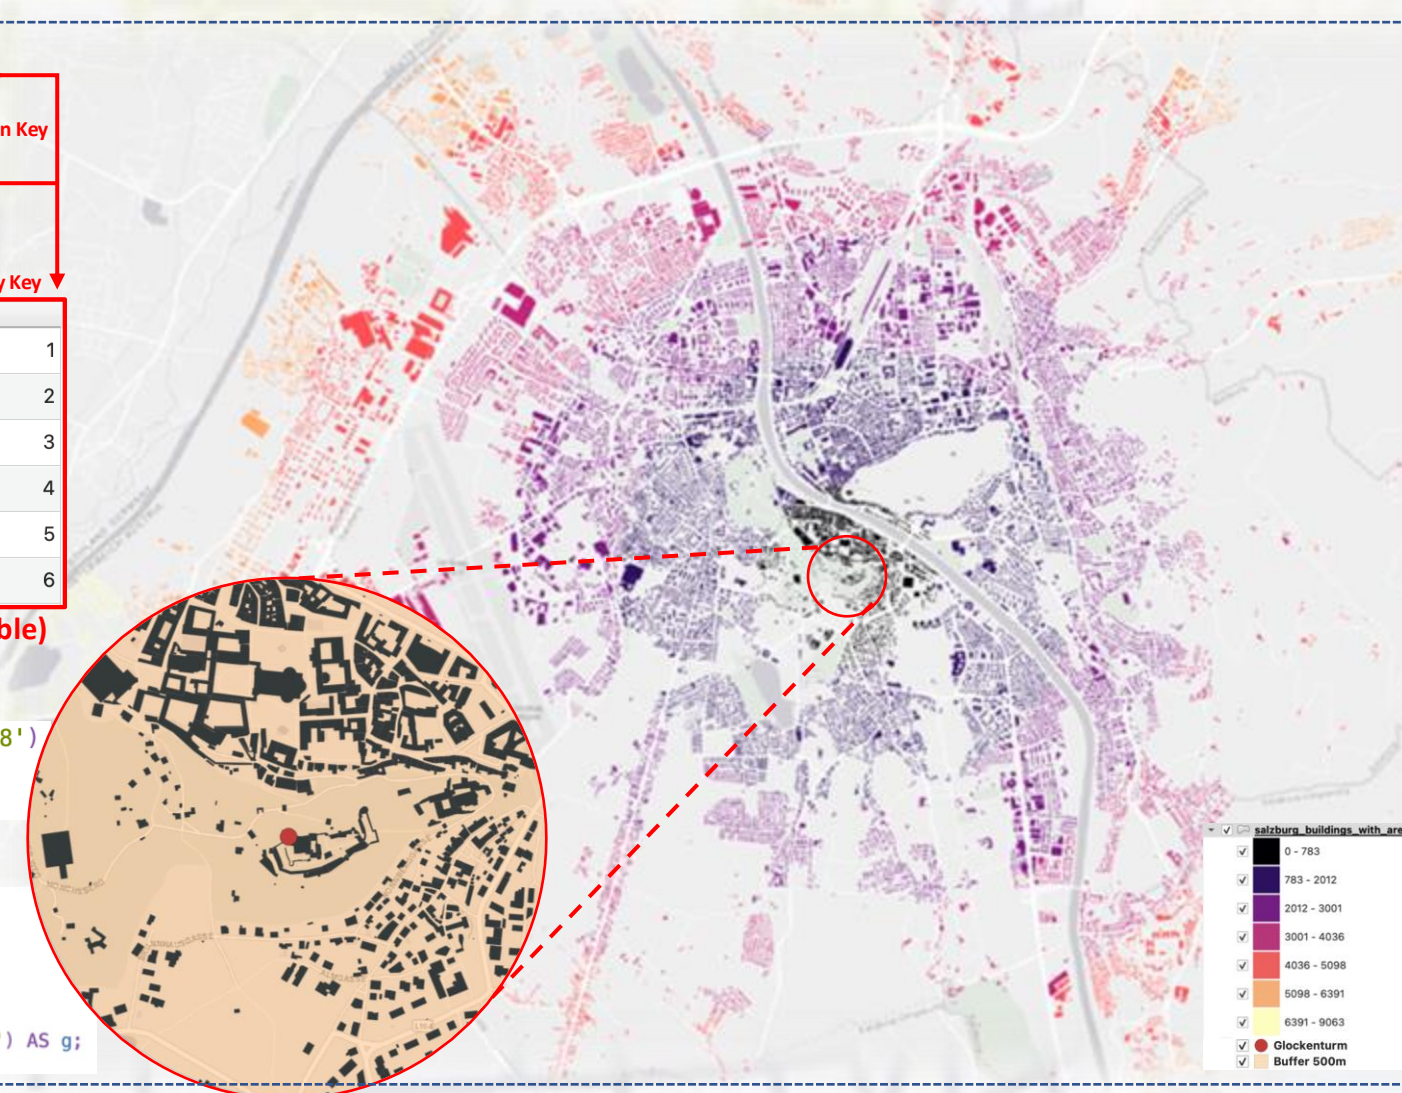 n Key
y Key
1
2
3
4
5
6
ble)
8')
') AS g;
salzburg_buildings_with_are
0 - 783
783 - 2012
2012 - 3001
3001 - 4036
4036 - 5098
5098 - 6391
6391 - 9063
Glockenturm
Buffer 500m